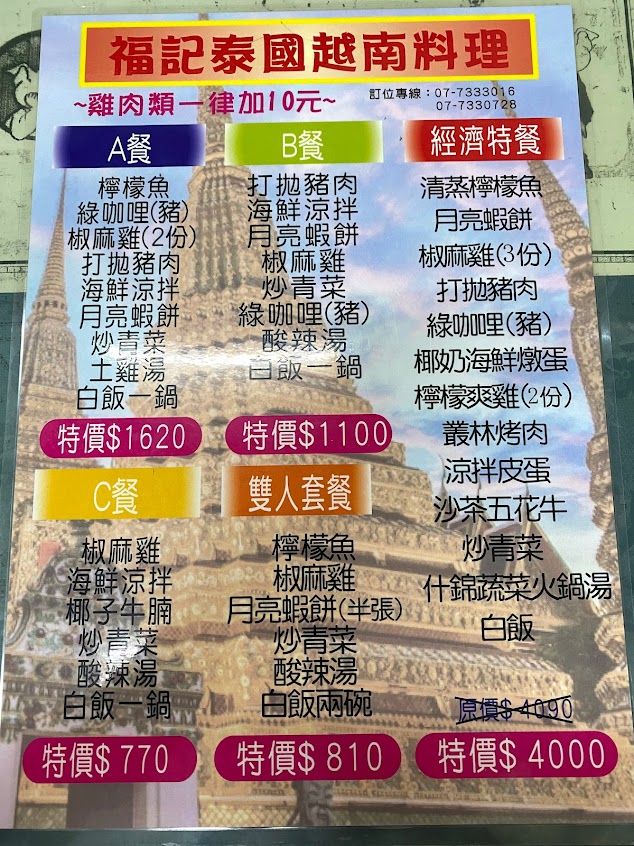 福記泰國越南料理
~雞肉類一律加10元~
訂位專線：07-7333016
07-7330728
A餐
檸檬魚
綠咖哩(豬)
椒麻雞(2份)
打拋豬肉
海鮮涼拌
月亮蝦餅
炒青菜
土雞湯
白飯一鍋
特價$1620
B餐
打拋豬肉
海鮮涼拌
月亮蝦餅
椒麻雞
炒青菜
綠咖哩(豬)
酸辣湯
白飯一鍋
特價$1100
經濟特餐
清蒸檸檬魚
月亮蝦餅
椒麻雞(3份)
打拋豬肉
綠咖哩(豬)
椰奶海鮮燉蛋
檸檬爽雞(2份)
叢林烤肉
涼拌皮蛋
沙茶五花牛
炒青菜
什錦蔬菜火鍋湯
白飯
原價$4090
特價$4000
C餐
椒麻雞
海鮮涼拌
椰子牛腩
炒青菜
酸辣湯
白飯一鍋
特價$770
雙人套餐
檸檬魚
椒麻雞
月亮蝦餅(半張)
炒青菜
酸辣湯
白飯兩碗
特價$810